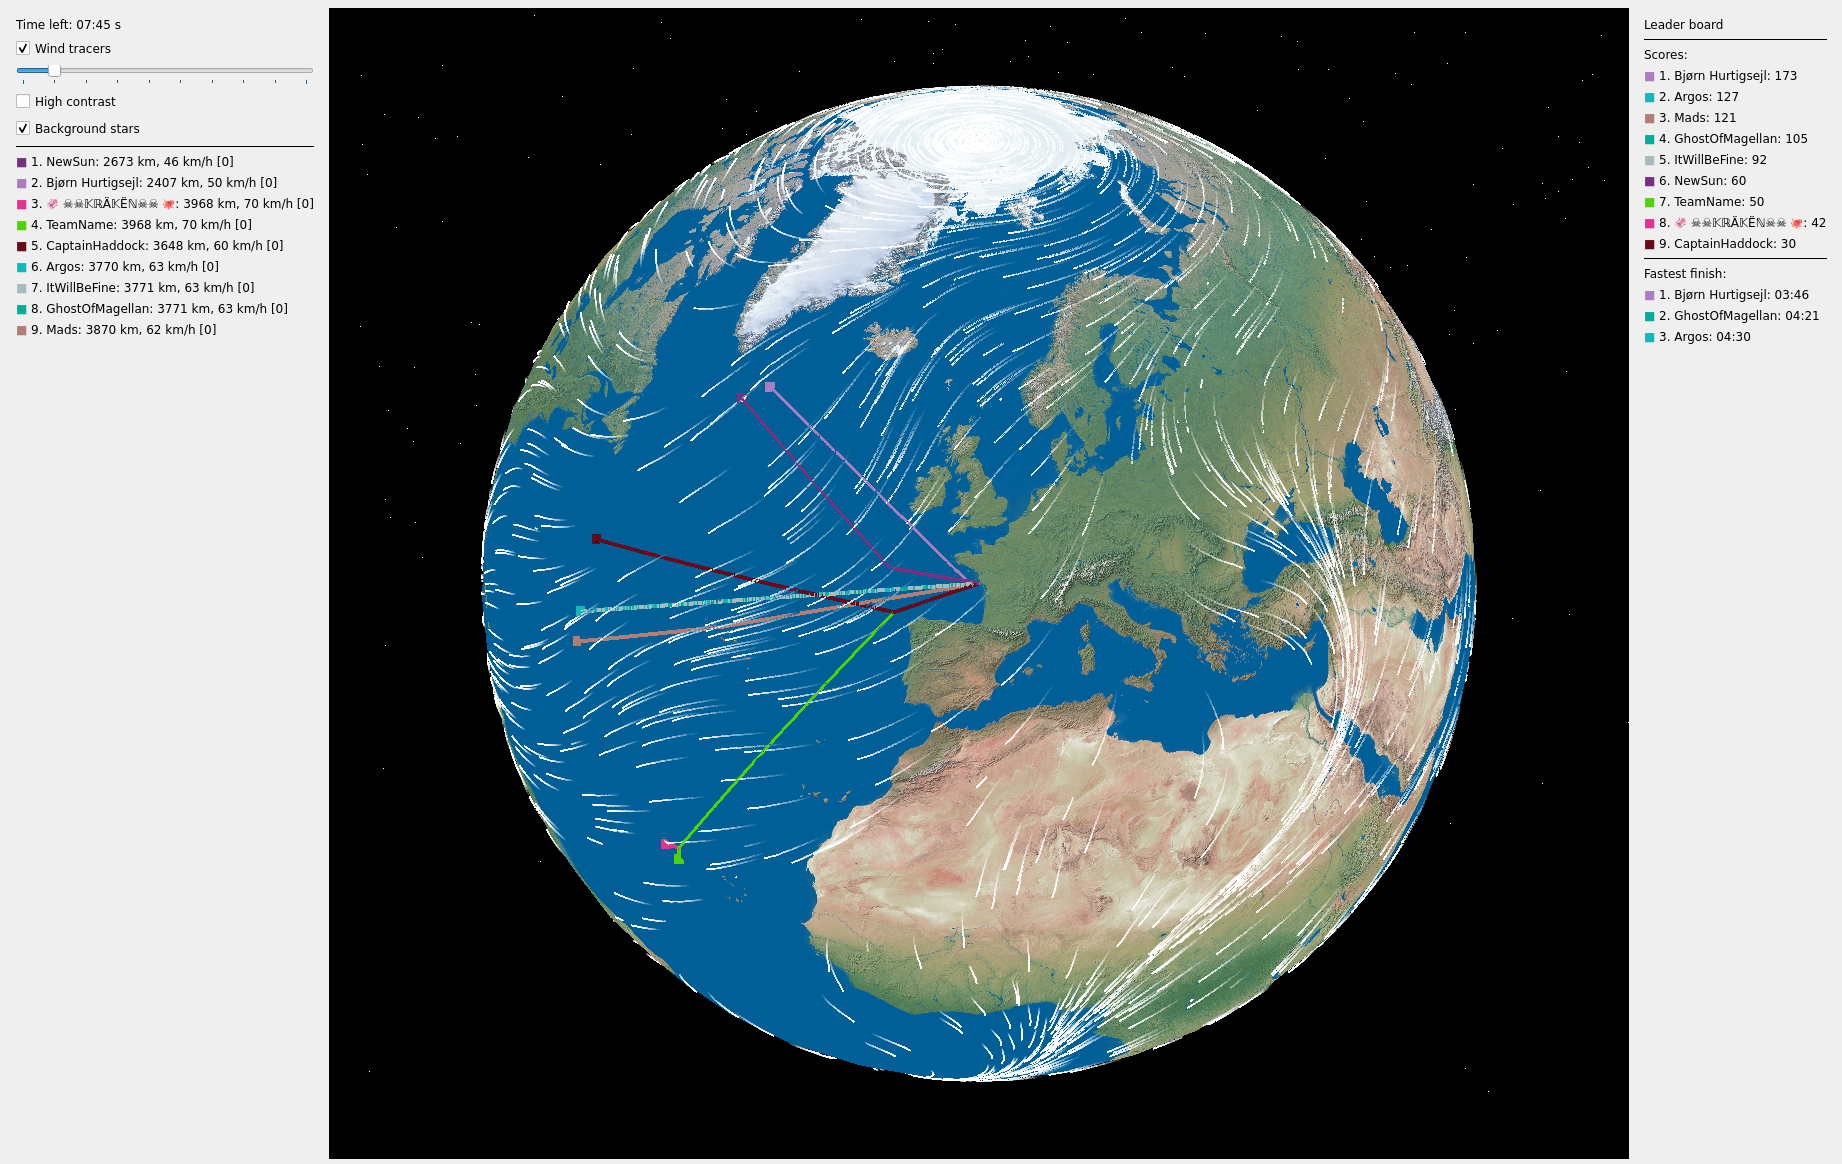 Time left: 07:45 s
Wind tracers
High contrast
Background stars
1. NewSun: 2673 km, 46 km/h [0]
2. Bjørn Hurtigsejl: 2407 km, 50 km/h [0]
3. 🦑 ☠☠𝕂ℝÄ𝕂Ëℕ☠☠ 🐙: 3968 km, 70 km/h [0]
4. TeamName: 3968 km, 70 km/h [0]
5. CaptainHaddock: 3648 km, 60 km/h [0]
6. Argos: 3770 km, 63 km/h [0]
7. ItWillBeFine: 3771 km, 63 km/h [0]
8. GhostOfMagellan: 3771 km, 63 km/h [0]
9. Mads: 3870 km, 62 km/h [0]
Leader board
Scores:
1. Bjørn Hurtigsejl: 173
2. Argos: 127
3. Mads: 121
4. GhostOfMagellan: 105
5. ItWillBeFine: 92
6. NewSun: 60
7. TeamName: 50
8. 🦑 ☠☠𝕂ℝÄ𝕂Ëℕ☠☠ 🐙: 42
9. CaptainHaddock: 30
Fastest finish:
1. Bjørn Hurtigsejl: 03:46
2. GhostOfMagellan: 04:21
3. Argos: 04:30